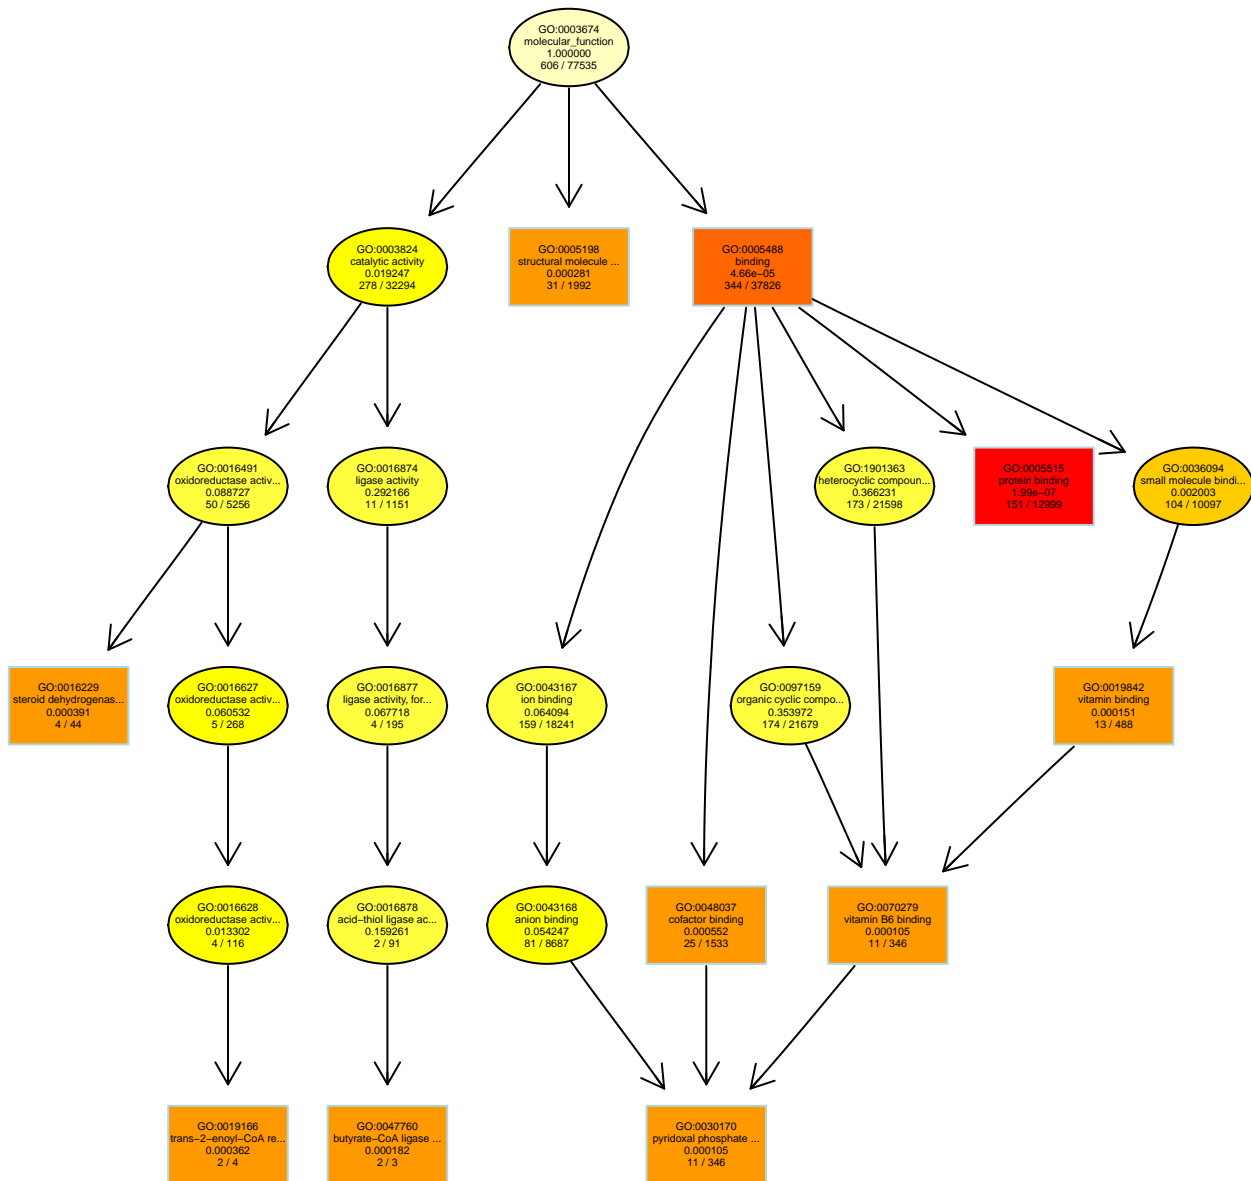 GO:0003674
molecular_function
1.000000
606 / 77535
GO:0003824
catalytic activity
0.019247
278 / 32294
GO:0005198
structural molecule ...
0.000281
31 / 1992
GO:0005488
binding
4.66e−05
344 / 37826
GO:0016491
oxidoreductase activ...
0.088727
50 / 5256
GO:0016874
ligase activity
0.292166
11 / 1151
GO:1901363
heterocyclic compoun...
0.366231
173 / 21598
GO:0005515
protein binding
1.99e−07
151 / 12999
GO:0036094
small molecule bindi...
0.002003
104 / 10097
GO:0016229
steroid dehydrogenas...
0.000391
4 / 44
GO:0016627
oxidoreductase activ...
0.060532
5 / 268
GO:0016877
ligase activity, for...
0.067718
4 / 195
GO:0043167
ion binding
0.064094
159 / 18241
GO:0097159
organic cyclic compo...
0.353972
174 / 21679
GO:0019842
vitamin binding
0.000151
13 / 488
GO:0016628
oxidoreductase activ...
0.013302
4 / 116
GO:0016878
acid−thiol ligase ac...
0.159261
2 / 91
GO:0043168
anion binding
0.054247
81 / 8687
GO:0048037
cofactor binding
0.000552
25 / 1533
GO:0070279
vitamin B6 binding
0.000105
11 / 346
GO:0019166
trans−2−enoyl−CoA re...
0.000362
2 / 4
GO:0047760
butyrate−CoA ligase ...
0.000182
2 / 3
GO:0030170
pyridoxal phosphate ...
0.000105
11 / 346